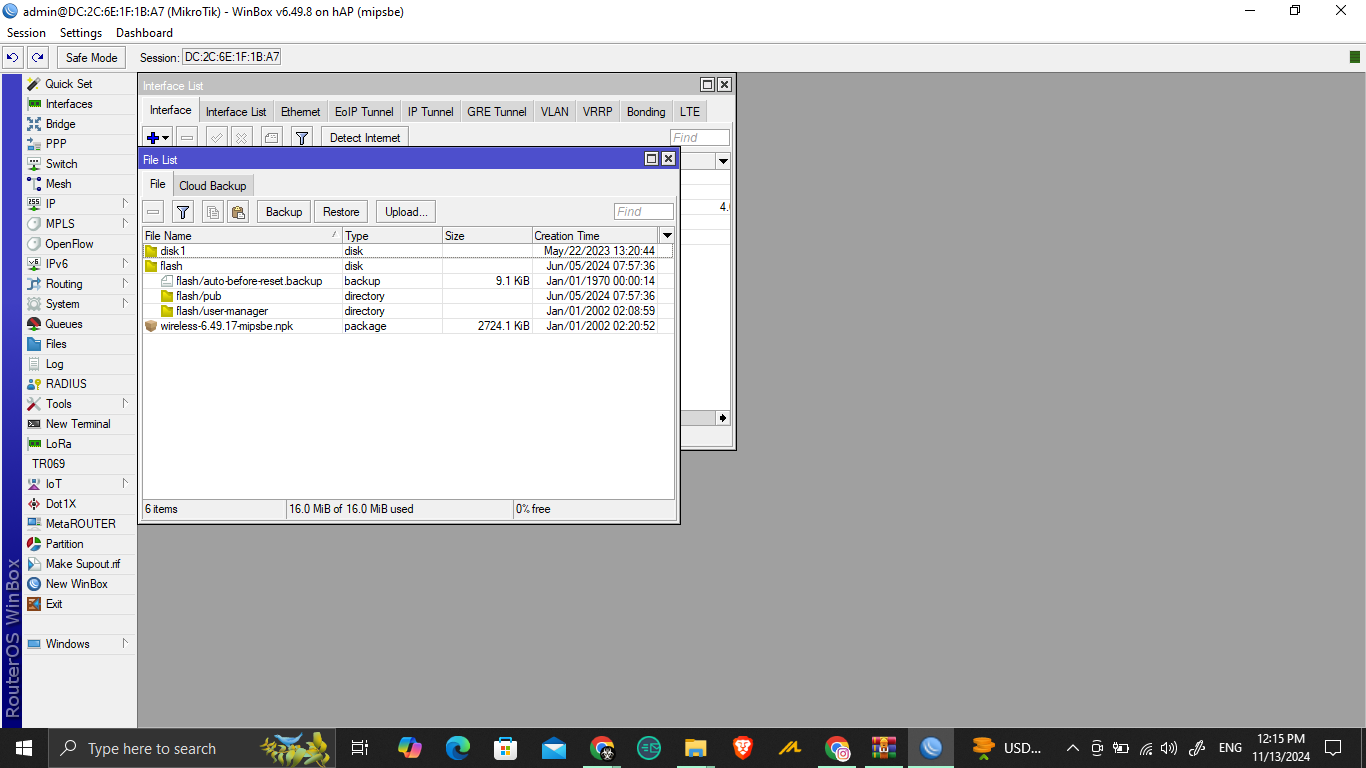 admin@DC:2C:6E:1F:1B:A7 (MikroTik) - WinBox v6.49.8 on hAP (mipsbe)
Session Settings Dashboard
Safe Mode Session: DC:2C:6E:1F:1B:A7
Quick Set
Interfaces
Bridge
PPP
Switch
Mesh
IP
MPLS
OpenFlow
IPv6
Routing
System
Queues
Files
Log
RADIUS
Tools
New Terminal
LoRa
TR069
IoT
Dot1X
MetaROUTER
Partition
Make Supout.rif
New WinBox
Exit
Windows
RouterOS WinBox
Interface List
Interface Interface List Ethernet EoIP Tunnel IP Tunnel GRE Tunnel VLAN VRRP Bonding LTE
Detect Internet Find
File List
File Cloud Backup
Backup Restore Upload... Find
File Name Type Size Creation Time
disk1 disk May/22/2023 13:20:44
flash disk Jun/05/2024 07:57:36
flash/auto-before-reset.backup backup 9.1 KiB Jan/01/1970 00:00:14
flash/pub directory Jun/05/2024 07:57:36
flash/user-manager directory Jan/01/2002 02:08:59
wireless-6.49.17-mipsbe.npk package 2724.1 KiB Jan/01/2002 02:20:52
6 items 16.0 MiB of 16.0 MiB used 0% free
Type here to search
USD...
ENG
12:15 PM
11/13/2024